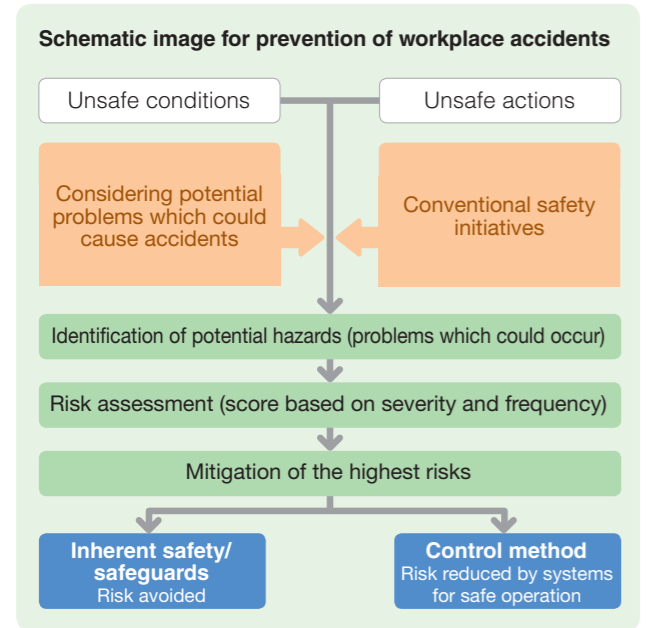 Schematic image for prevention of workplace accidents
Unsafe conditions
Unsafe actions
Considering potential
problems which could
cause accidents
Conventional safety
initiatives
Identification of potential hazards (problems which could occur)
Risk assessment (score based on severity and frequency)
Mitigation of the highest risks
Inherent safety/
safeguards
Risk avoided
Control method
Risk reduced by systems
for safe operation